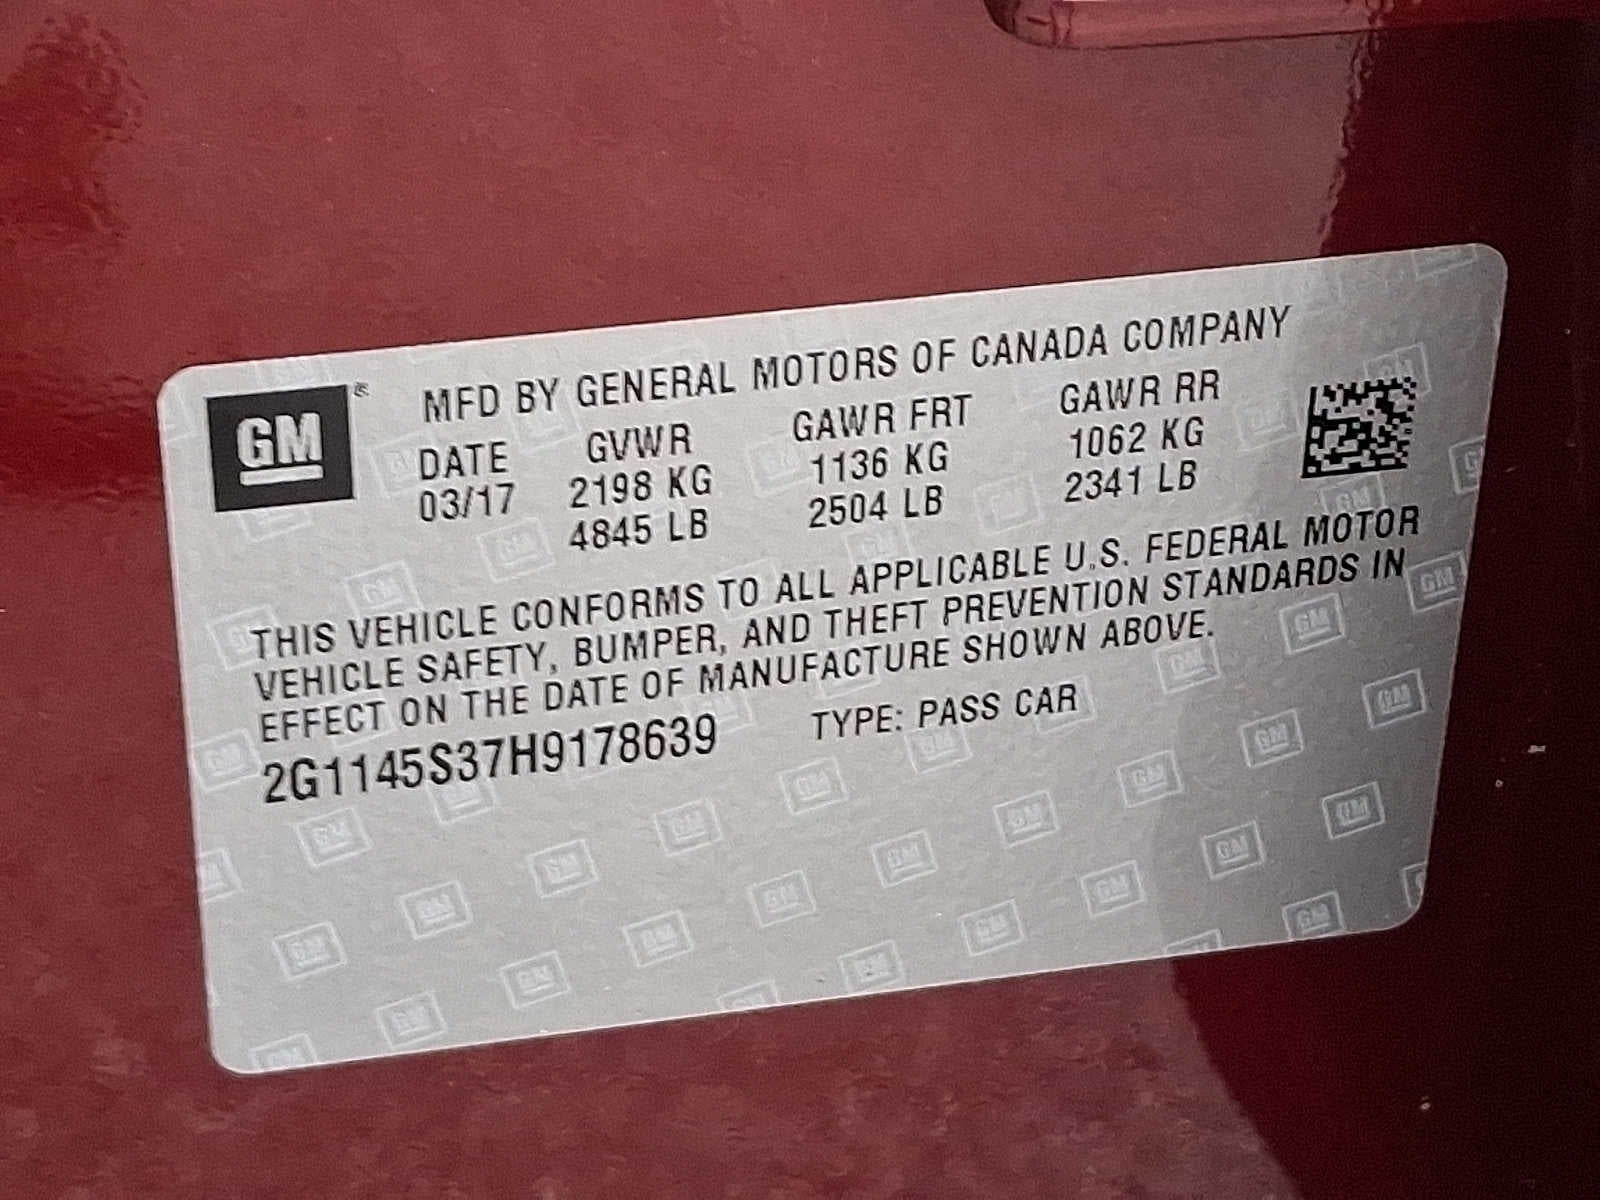 GM ® MFD BY GENERAL MOTORS OF CANADA COMPANY
DATE GVWR GAWR FRT GAWR RR
03/17 2198 KG 1136 KG 1062 KG
4845 LB 2504 LB 2341 LB
THIS VEHICLE CONFORMS TO ALL APPLICABLE U.S. FEDERAL MOTOR
VEHICLE SAFETY, BUMPER, AND THEFT PREVENTION STANDARDS IN
EFFECT ON THE DATE OF MANUFACTURE SHOWN ABOVE.
2G1145S37H9178639 TYPE: PASS CAR